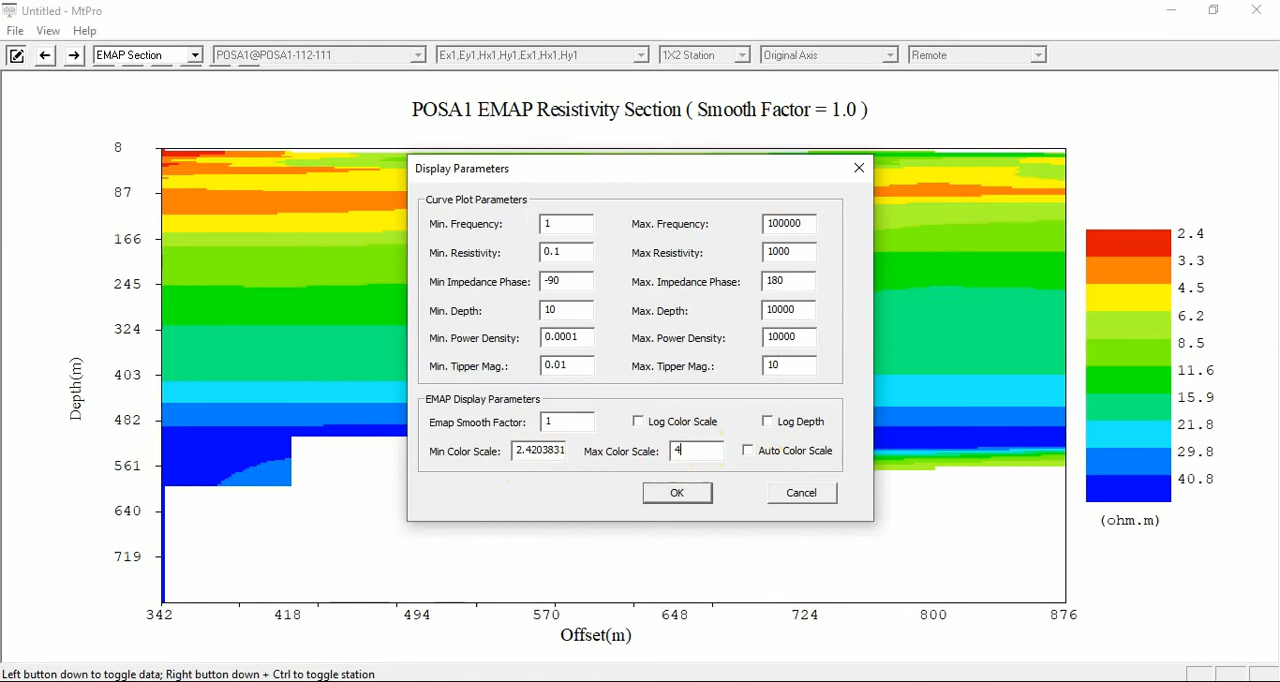 Untitled - MtPro
File View Help
EMAP Section POSA1@POSA1-112-111 Ex1,Ey1,Hx1,Hy1,Ex1,Hx1,Hy1 1X2 Station Original Axis Remote
POSA1 EMAP Resistivity Section ( Smooth Factor = 1.0 )
Display Parameters
Curve Plot Parameters
Min. Frequency: 1 Max. Frequency: 100000
Min. Resistivity: 0.1 Max Resistivity: 1000
Min Impedance Phase: -90 Max. Impedance Phase: 180
Min. Depth: 10 Max. Depth: 10000
Min. Power Density: 0.0001 Max. Power Density: 10000
Min. Tipper Mag.: 0.01 Max. Tipper Mag.: 10
EMAP Display Parameters
Emap Smooth Factor: 1 Log Color Scale Log Depth
Min Color Scale: 2.4203831 Max Color Scale: 4 Auto Color Scale
OK Cancel
Depth(m)
8
87
166
245
324
403
482
561
640
719
342 418 494 570 648 724 800 876
Offset(m)
2.4
3.3
4.5
6.2
8.5
11.6
15.9
21.8
29.8
40.8
(ohm.m)
Left button down to toggle data; Right button down + Ctrl to toggle station